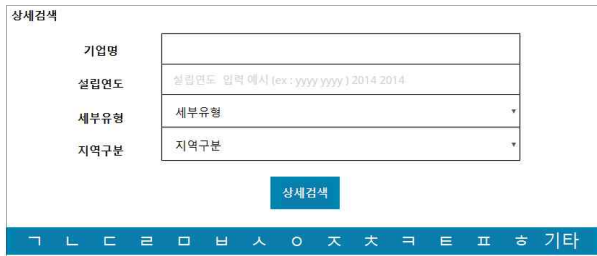 상세검색
기업명
설립연도 설립연도 입력 예시 (ex : yyyy yyyy ) 2014 2014
세부유형 세부유형
지역구분 지역구분
상세검색
ㄱ ㄴ ㄷ ㄹ ㅁ ㅂ ㅅ ㅇ ㅈ ㅊ ㅋ ㅌ ㅍ ㅎ 기타